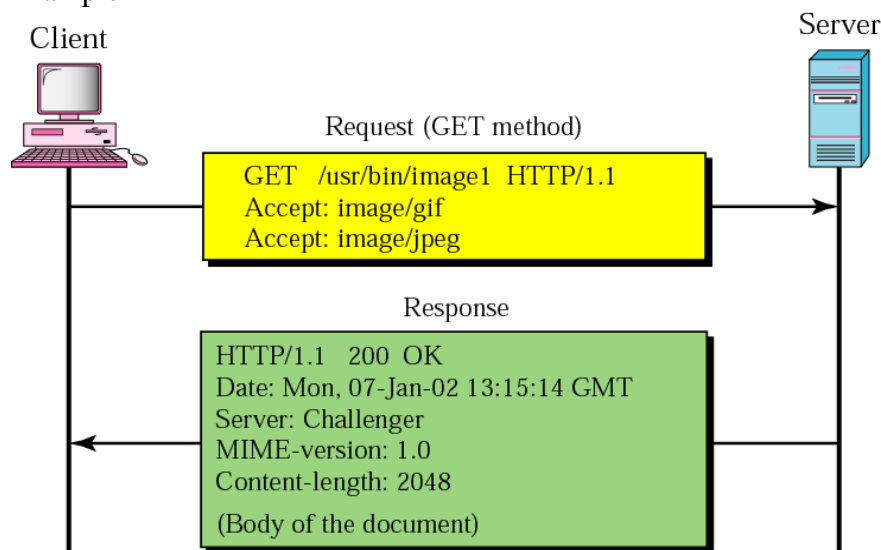 Client
Server
Request (GET method)
GET /usr/bin/image1 HTTP/1.1
Accept: image/gif
Accept: image/jpeg
Response
HTTP/1.1 200 OK
Date: Mon, 07-Jan-02 13:15:14 GMT
Server: Challenger
MIME-version: 1.0
Content-length: 2048
(Body of the document)